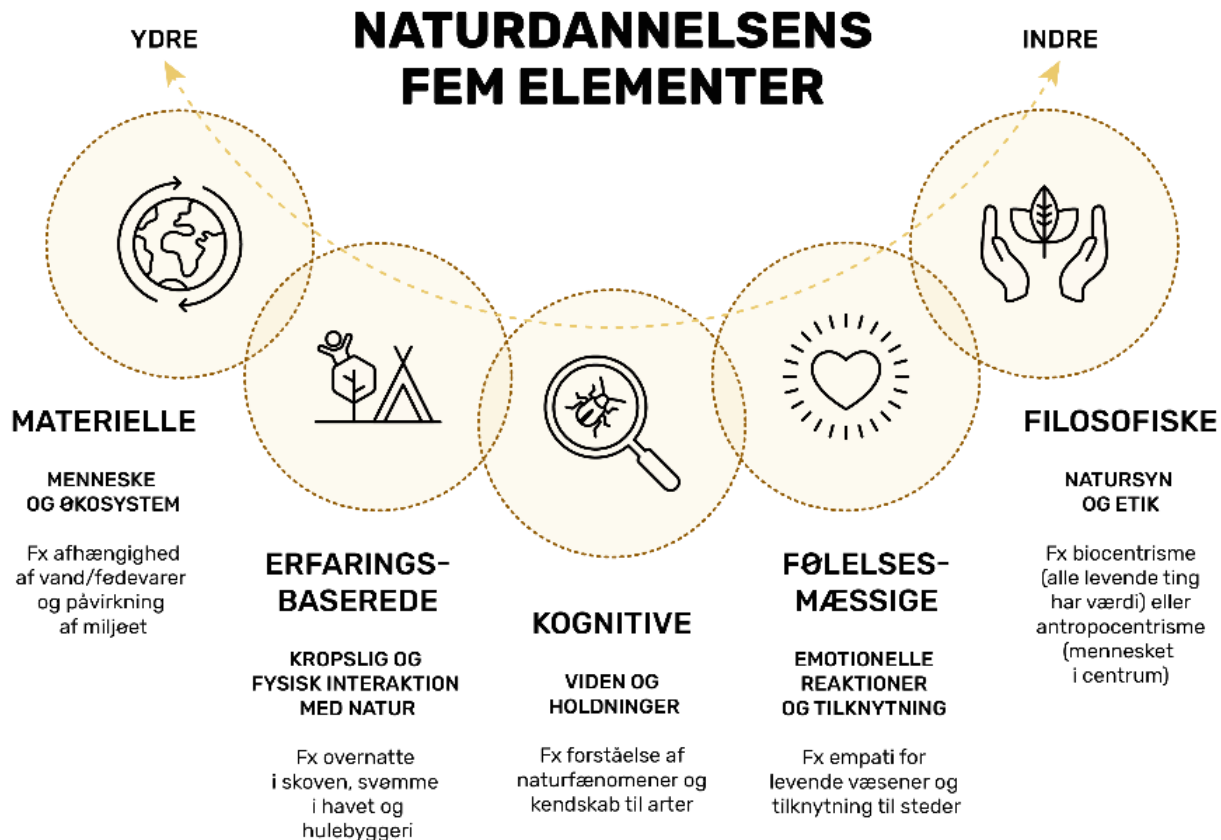 NATURDANNELSENS
FEM ELEMENTER
YDRE
INDRE
MATERIELLE
MENNESKE
OG ØKOSYSTEM
Fx afhængighed
af vand/fødevarer
og påvirkning
af miljøet
ERFARINGS-
BASEREDE
KROPSLIG OG
FYSISK INTERAKTION
MED NATUR
Fx overnatte
i skoven, svømme
i havet og
hulebyggeri
KOGNITIVE
VIDEN OG
HOLDNINGER
Fx forståelse af
naturfænomener og
kendskab til arter
FØLELSES-
MÆSSIGE
EMOTIONELLE
REAKTIONER
OG TILKNYTNING
Fx empati for
levende væsener og
tilknytning til steder
FILOSOFISKE
NATURSYN
OG ETIK
Fx biocentrisme
(alle levende ting
har værdi) eller
antropocentrisme
(mennesket
i centrum)